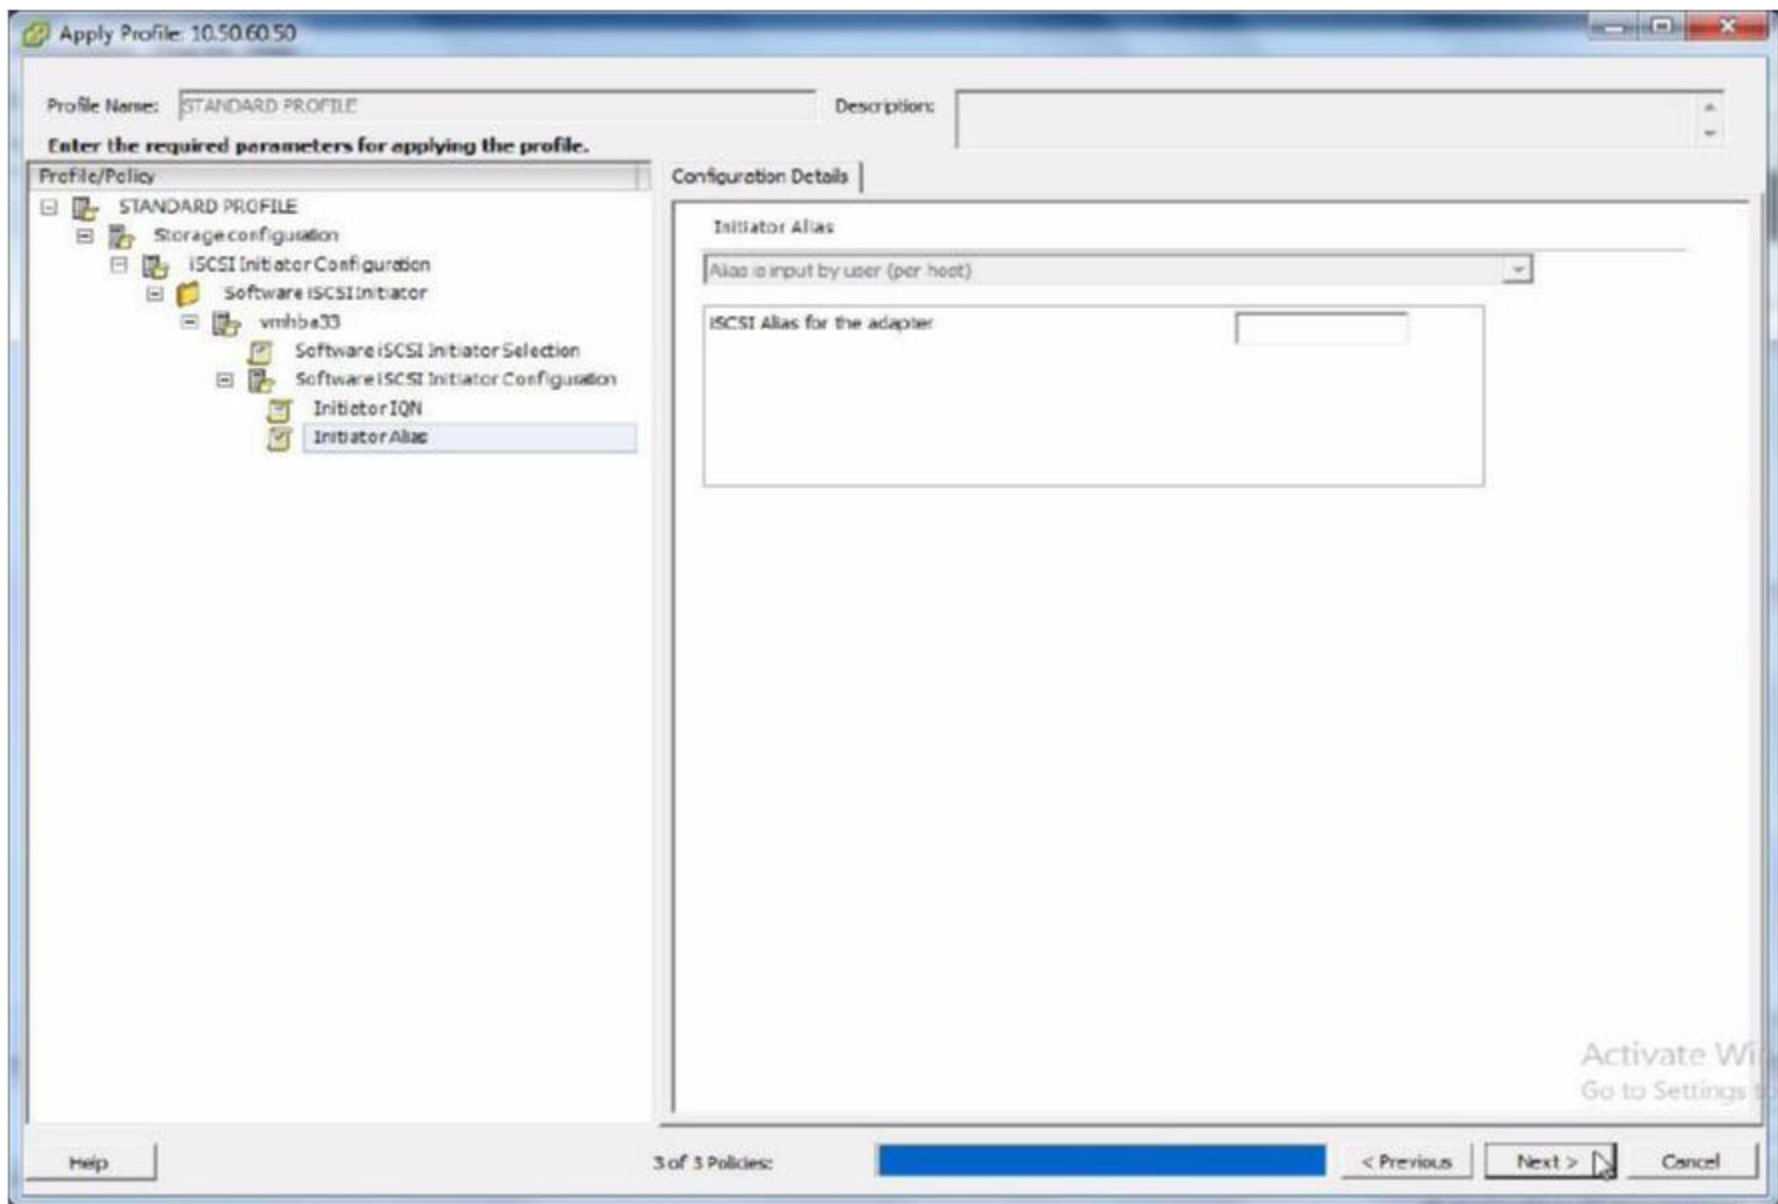 Apply Profile: 10.50.60.50
Profile Name: STANDARD PROFILE Description:
Enter the required parameters for applying the profile.
Profile/Policy
STANDARD PROFILE
Storage configuration
iSCSI Initiator Configuration
Software iSCSI Initiator
vmhba33
Software iSCSI Initiator Selection
Software iSCSI Initiator Configuration
Initiator IQN
Initiator Alias
Configuration Details
Initiator Alias
Alias is input by user (per host)
iSCSI Alias for the adapter
Activate Wi
Go to Settings
Help 3 of 3 Policies: < Previous Next > Cancel